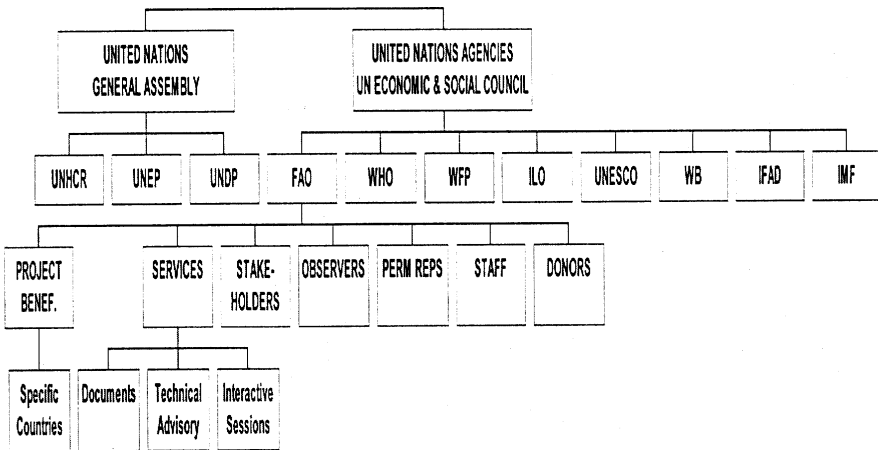 UNITED NATIONS
GENERAL ASSEMBLY
UNITED NATIONS AGENCIES
UN ECONOMIC & SOCIAL COUNCIL
UNHCR
UNEP
UNDP
FAO
WHO
WFP
ILO
UNESCO
WB
IFAD
IMF
PROJECT
BENEF.
SERVICES
STAKE-
HOLDERS
OBSERVERS
PERM REPS
STAFF
DONORS
Specific
Countries
Documents
Technical
Advisory
Interactive
Sessions